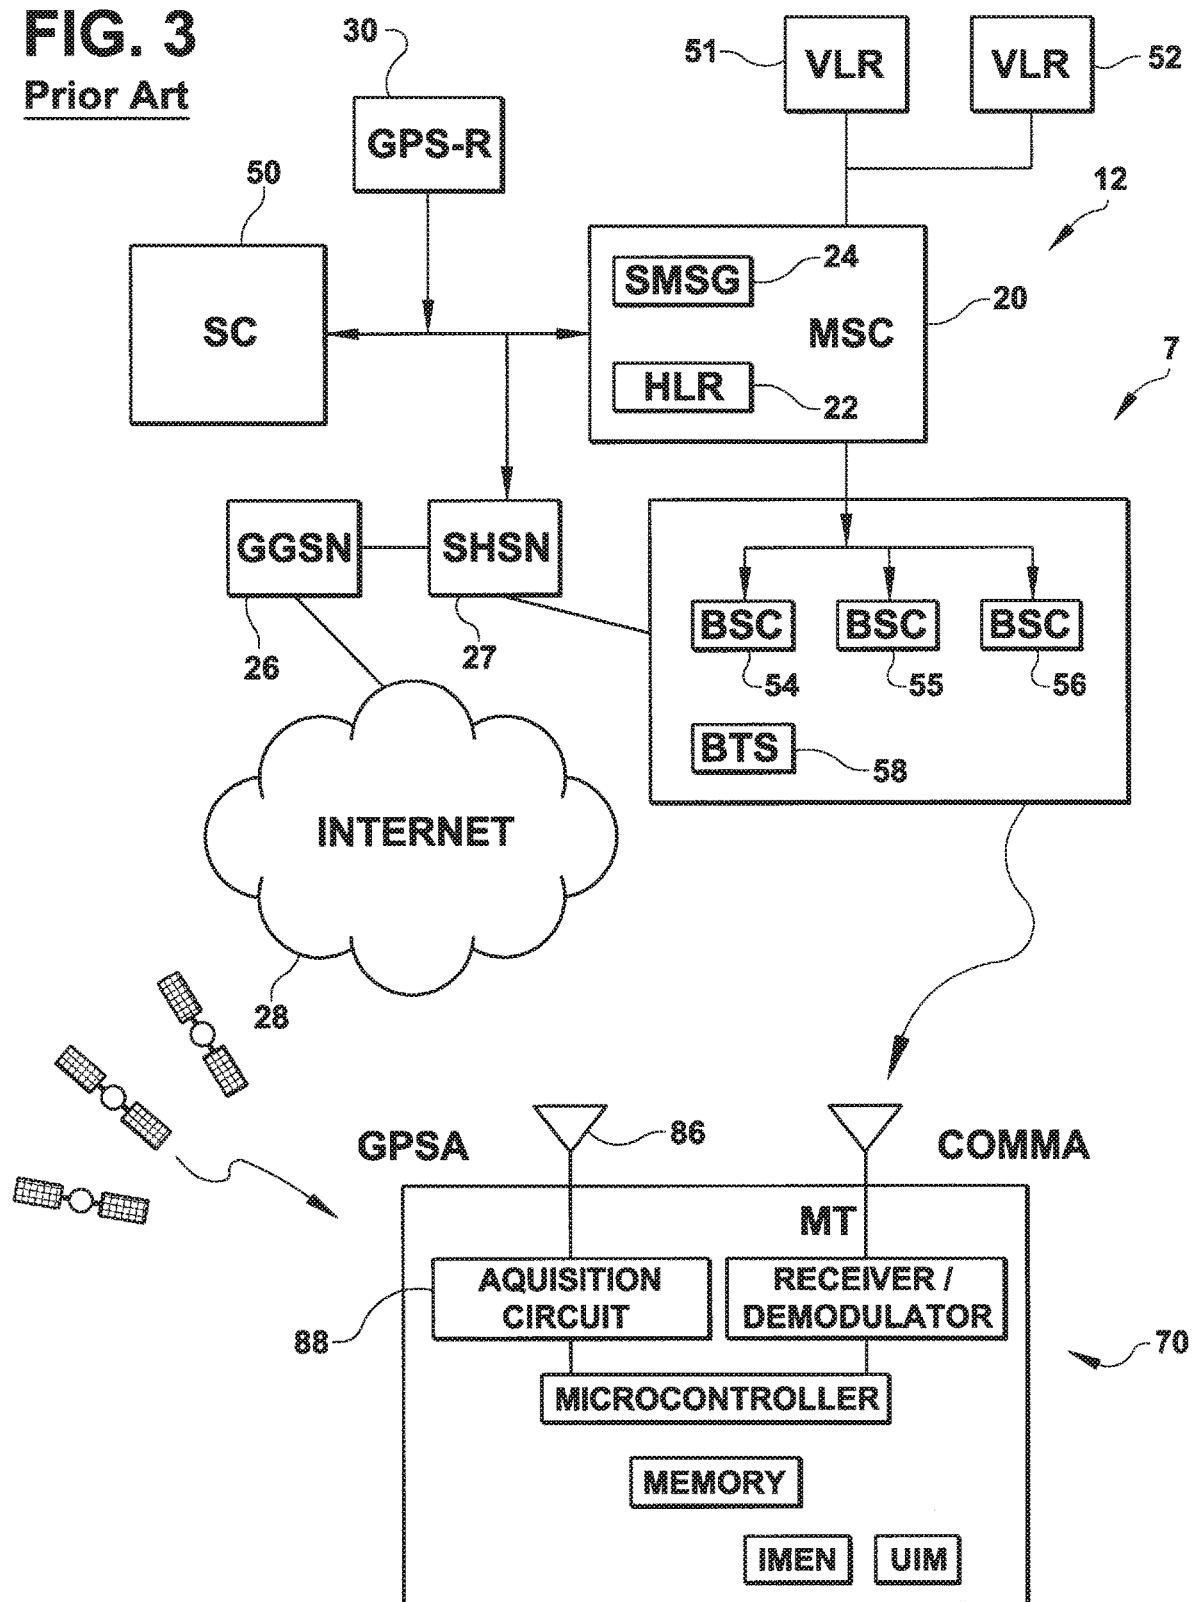 FIG. 3
Prior Art
30
GPS-R
51
VLR
VLR
52
50
SC
12
SMSG
24
MSC
20
HLR
22
7
GGSN
26
SHSN
27
BSC
54
BSC
55
BSC
56
BTS
58
INTERNET
28
GPSA
86
COMMA
MT
AQUISITION
CIRCUIT
88
RECEIVER /
DEMODULATOR
70
MICROCONTROLLER
MEMORY
IMEN
UIM